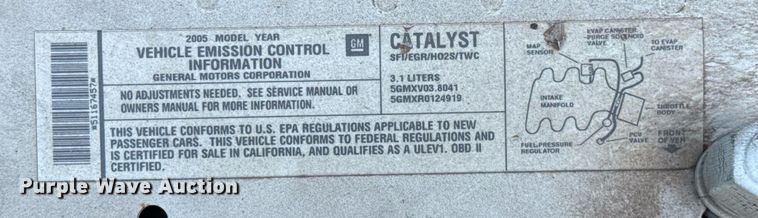 2005 MODEL YEAR
VEHICLE EMISSION CONTROL
INFORMATION
GENERAL MOTORS CORPORATION
GM
NO ADJUSTMENTS NEEDED. SEE SERVICE MANUAL OR
OWNERS MANUAL FOR MORE INFORMATION.
THIS VEHICLE CONFORMS TO U.S. EPA REGULATIONS APPLICABLE TO NEW
PASSENGER CARS. THIS VEHICLE CONFORMS TO FEDERAL REGULATIONS AND
IS CERTIFIED FOR SALE IN CALIFORNIA, AND QUALIFIES AS A ULEV1. OBD II
CERTIFIED.
*51167457*
CATALYST
SFI/EGR/HO2S/TWC
3.1 LITERS
5GMXV03.8041
5GMXR0124919
MAP
SENSOR
EVAP CANISTER
PURGE SOLENOID
VALVE
TO EVAP
CANISTER
INTAKE
MANIFOLD
THROTTLE
BODY
FUEL PRESSURE
REGULATOR
PCV
VALVE
FRONT
OF VEH
Purple Wave Auction